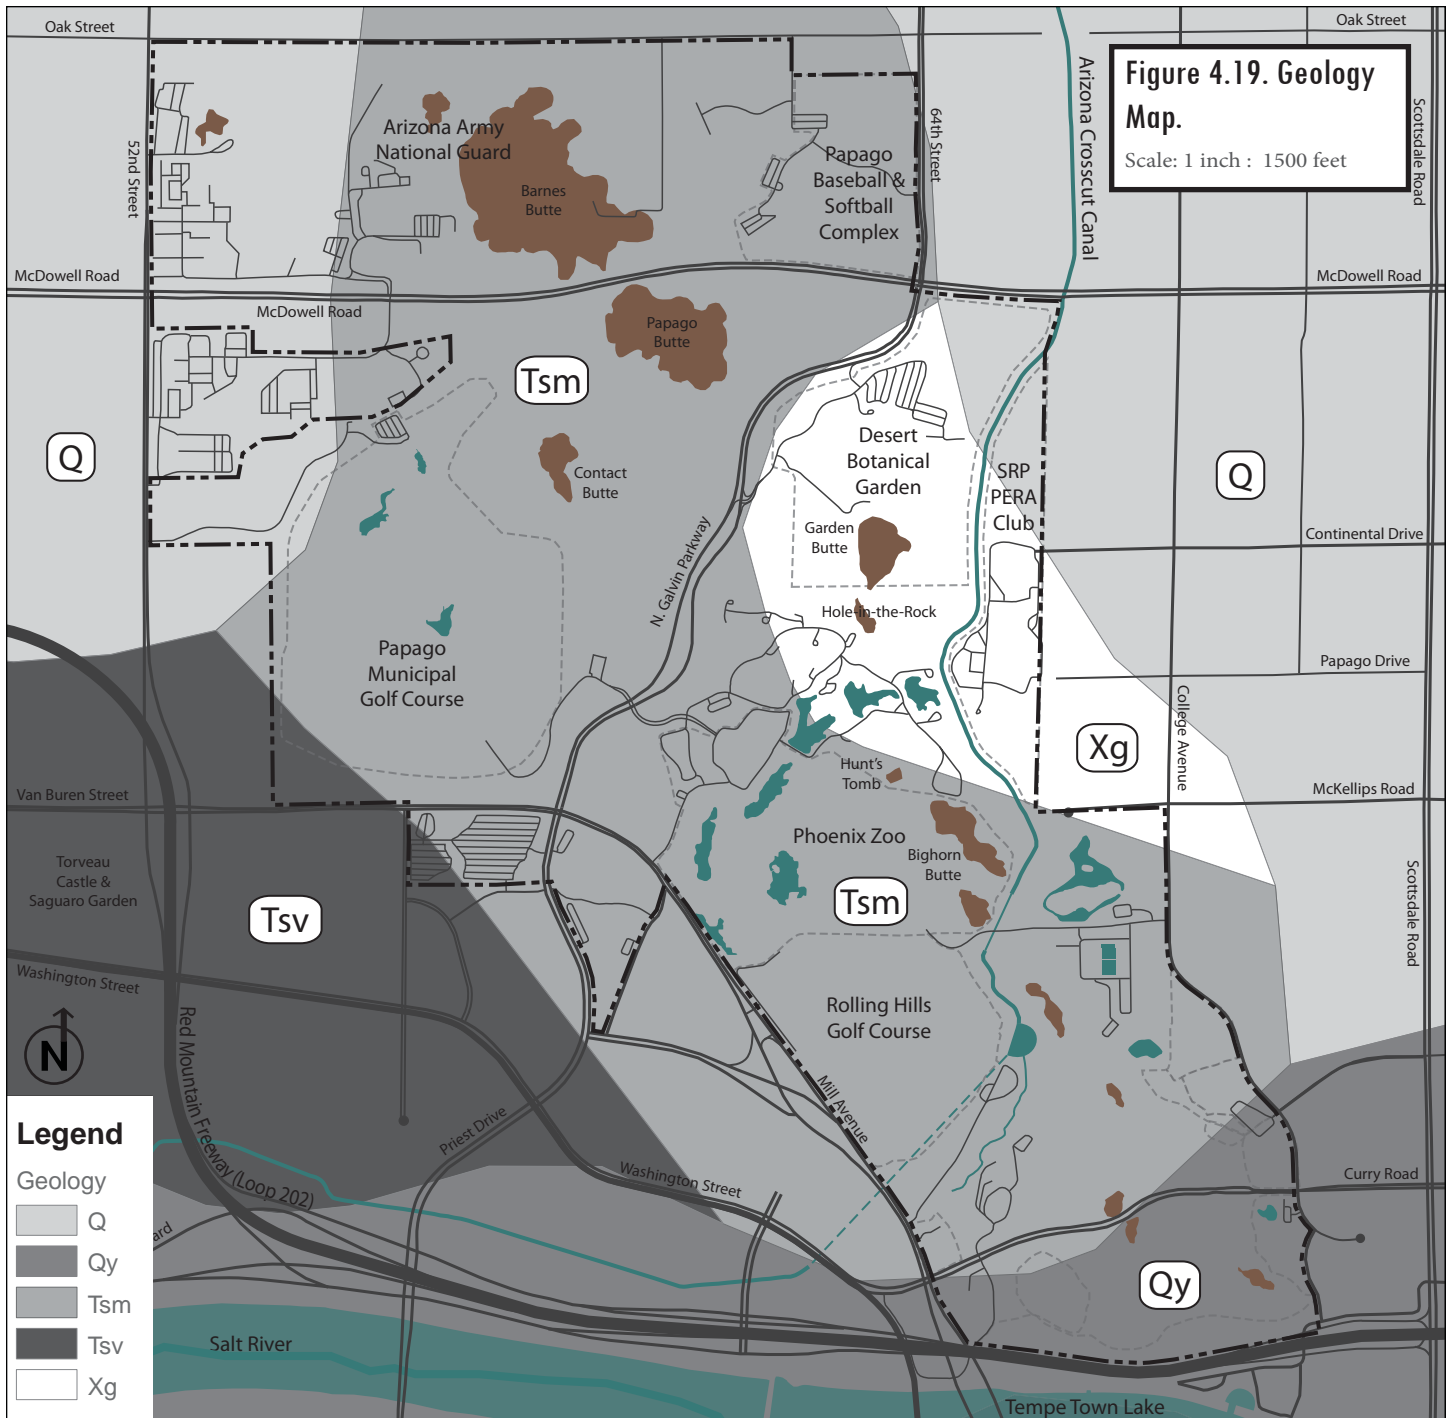 Oak Street
Oak Street
Figure 4.19. Geology
Map.
Scale: 1 inch : 1500 feet
52nd Street
Arizona Army
National Guard
Barnes
Butte
Papago
Baseball &
Softball
Complex
64th Street
Arizona Crosscut Canal
Scottsdale Road
McDowell Road
McDowell Road
McDowell Road
Papago
Butte
Tsm
Q
Contact
Butte
Desert
Botanical
Garden
SRP
PERA
Club
Q
Garden
Butte
Continental Drive
N. Galvin Parkway
Hole-in-the-Rock
Papago
Municipal
Golf Course
Papago Drive
College Avenue
Xg
Hunt's
Tomb
Van Buren Street
McKellips Road
Phoenix Zoo
Bighorn
Butte
Torveau
Castle &
Saguaro Garden
Tsv
Tsm
Scottsdale Road
Washington Street
Red Mountain Freeway (Loop 202)
N
Rolling Hills
Golf Course
Mill Avenue
Priest Drive
Washington Street
Curry Road
ard
Qy
Legend
Geology
Q
Qy
Tsm
Tsv
Xg
Salt River
Tempe Town Lake